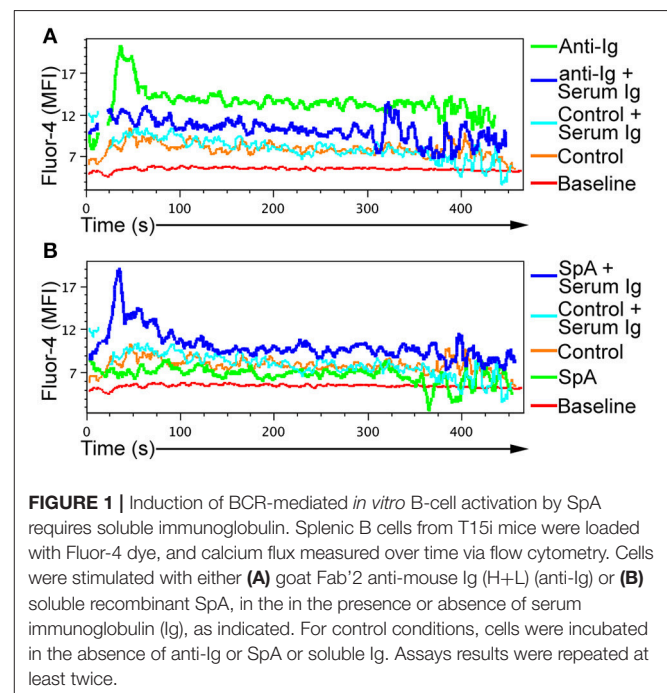 A
Fluor-4 (MFI)
17
12
7
0
100
200
300
400
Time (s)
Anti-Ig
anti-Ig +
Serum Ig
Control +
Serum Ig
Control
Baseline
B
Fluor-4 (MFI)
17
12
7
0
100
200
300
400
Time (s)
SpA +
Serum Ig
Control +
Serum Ig
Control
SpA
Baseline
FIGURE 1 | Induction of BCR-mediated in vitro B-cell activation by SpA
requires soluble immunoglobulin. Splenic B cells from T15i mice were loaded
with Fluor-4 dye, and calcium flux measured over time via flow cytometry. Cells
were stimulated with either (A) goat Fab'2 anti-mouse Ig (H+L) (anti-Ig) or (B)
soluble recombinant SpA, in the in the presence or absence of serum
immunoglobulin (Ig), as indicated. For control conditions, cells were incubated
in the absence of anti-Ig or SpA or soluble Ig. Assays results were repeated at
least twice.